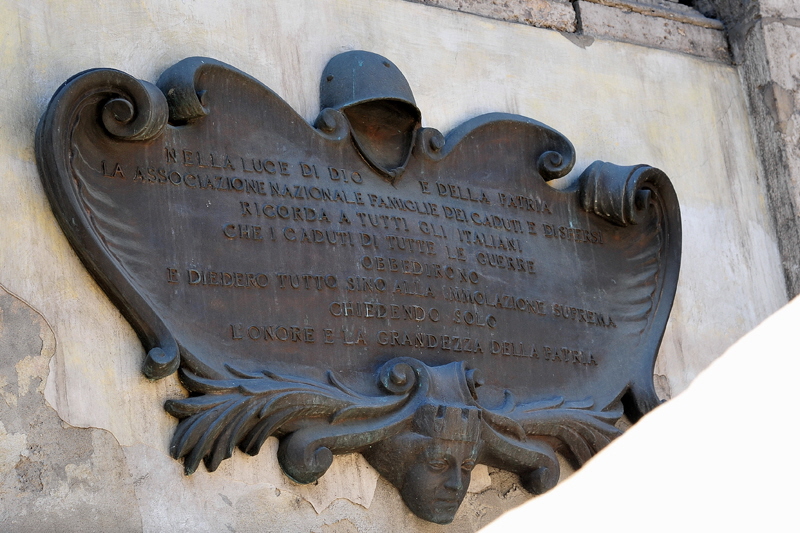 NELLA LUCE DI DIO E DELLA PATRIA
LA ASSOCIAZIONE NAZIONALE FAMIGLIE DEI CADUTI E DISPERSI
RICORDA A TUTTI GLI ITALIANI
CHE I CADUTI DI TUTTE LE GUERRE
OBBEDIRONO
E DIEDERO TUTTO SINO ALLA IMMOLAZIONE SUPREMA
CHIEDENDO SOLO
L'ONORE E LA GRANDEZZA DELLA PATRIA